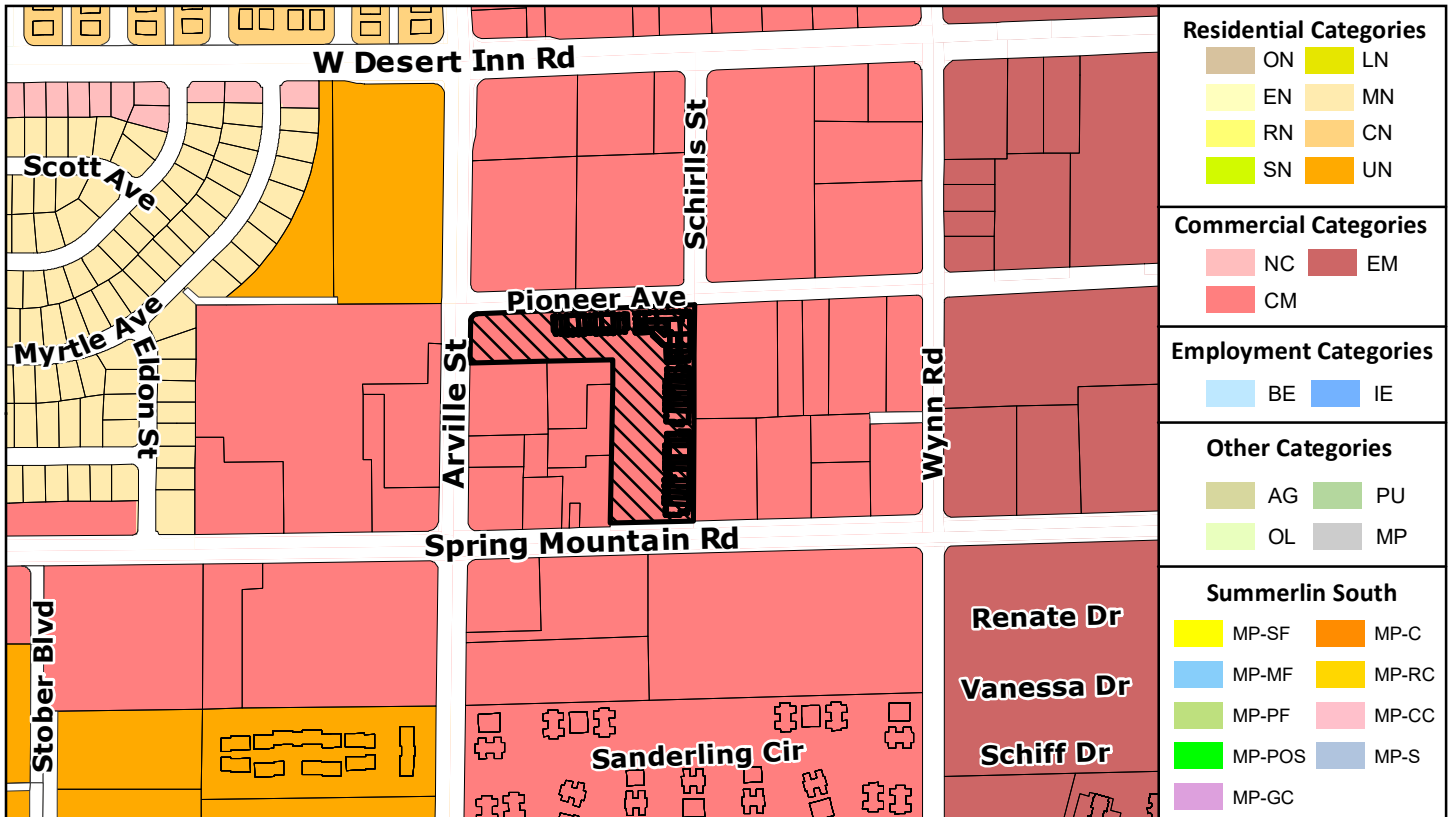 W Desert Inn Rd
Schirlls St
Scott Ave
Pioneer Ave
Myrtle Ave
Eldon St
Arville St
Wynn Rd
Spring Mountain Rd
Stober Blvd
Renate Dr
Vanessa Dr
Schiff Dr
Sanderling Cir
Residential Categories
ON LN
EN MN
RN CN
SN UN
Commercial Categories
NC EM
CM
Employment Categories
BE IE
Other Categories
AG PU
OL MP
Summerlin South
MP-SF MP-C
MP-MF MP-RC
MP-PF MP-CC
MP-POS MP-S
MP-GC